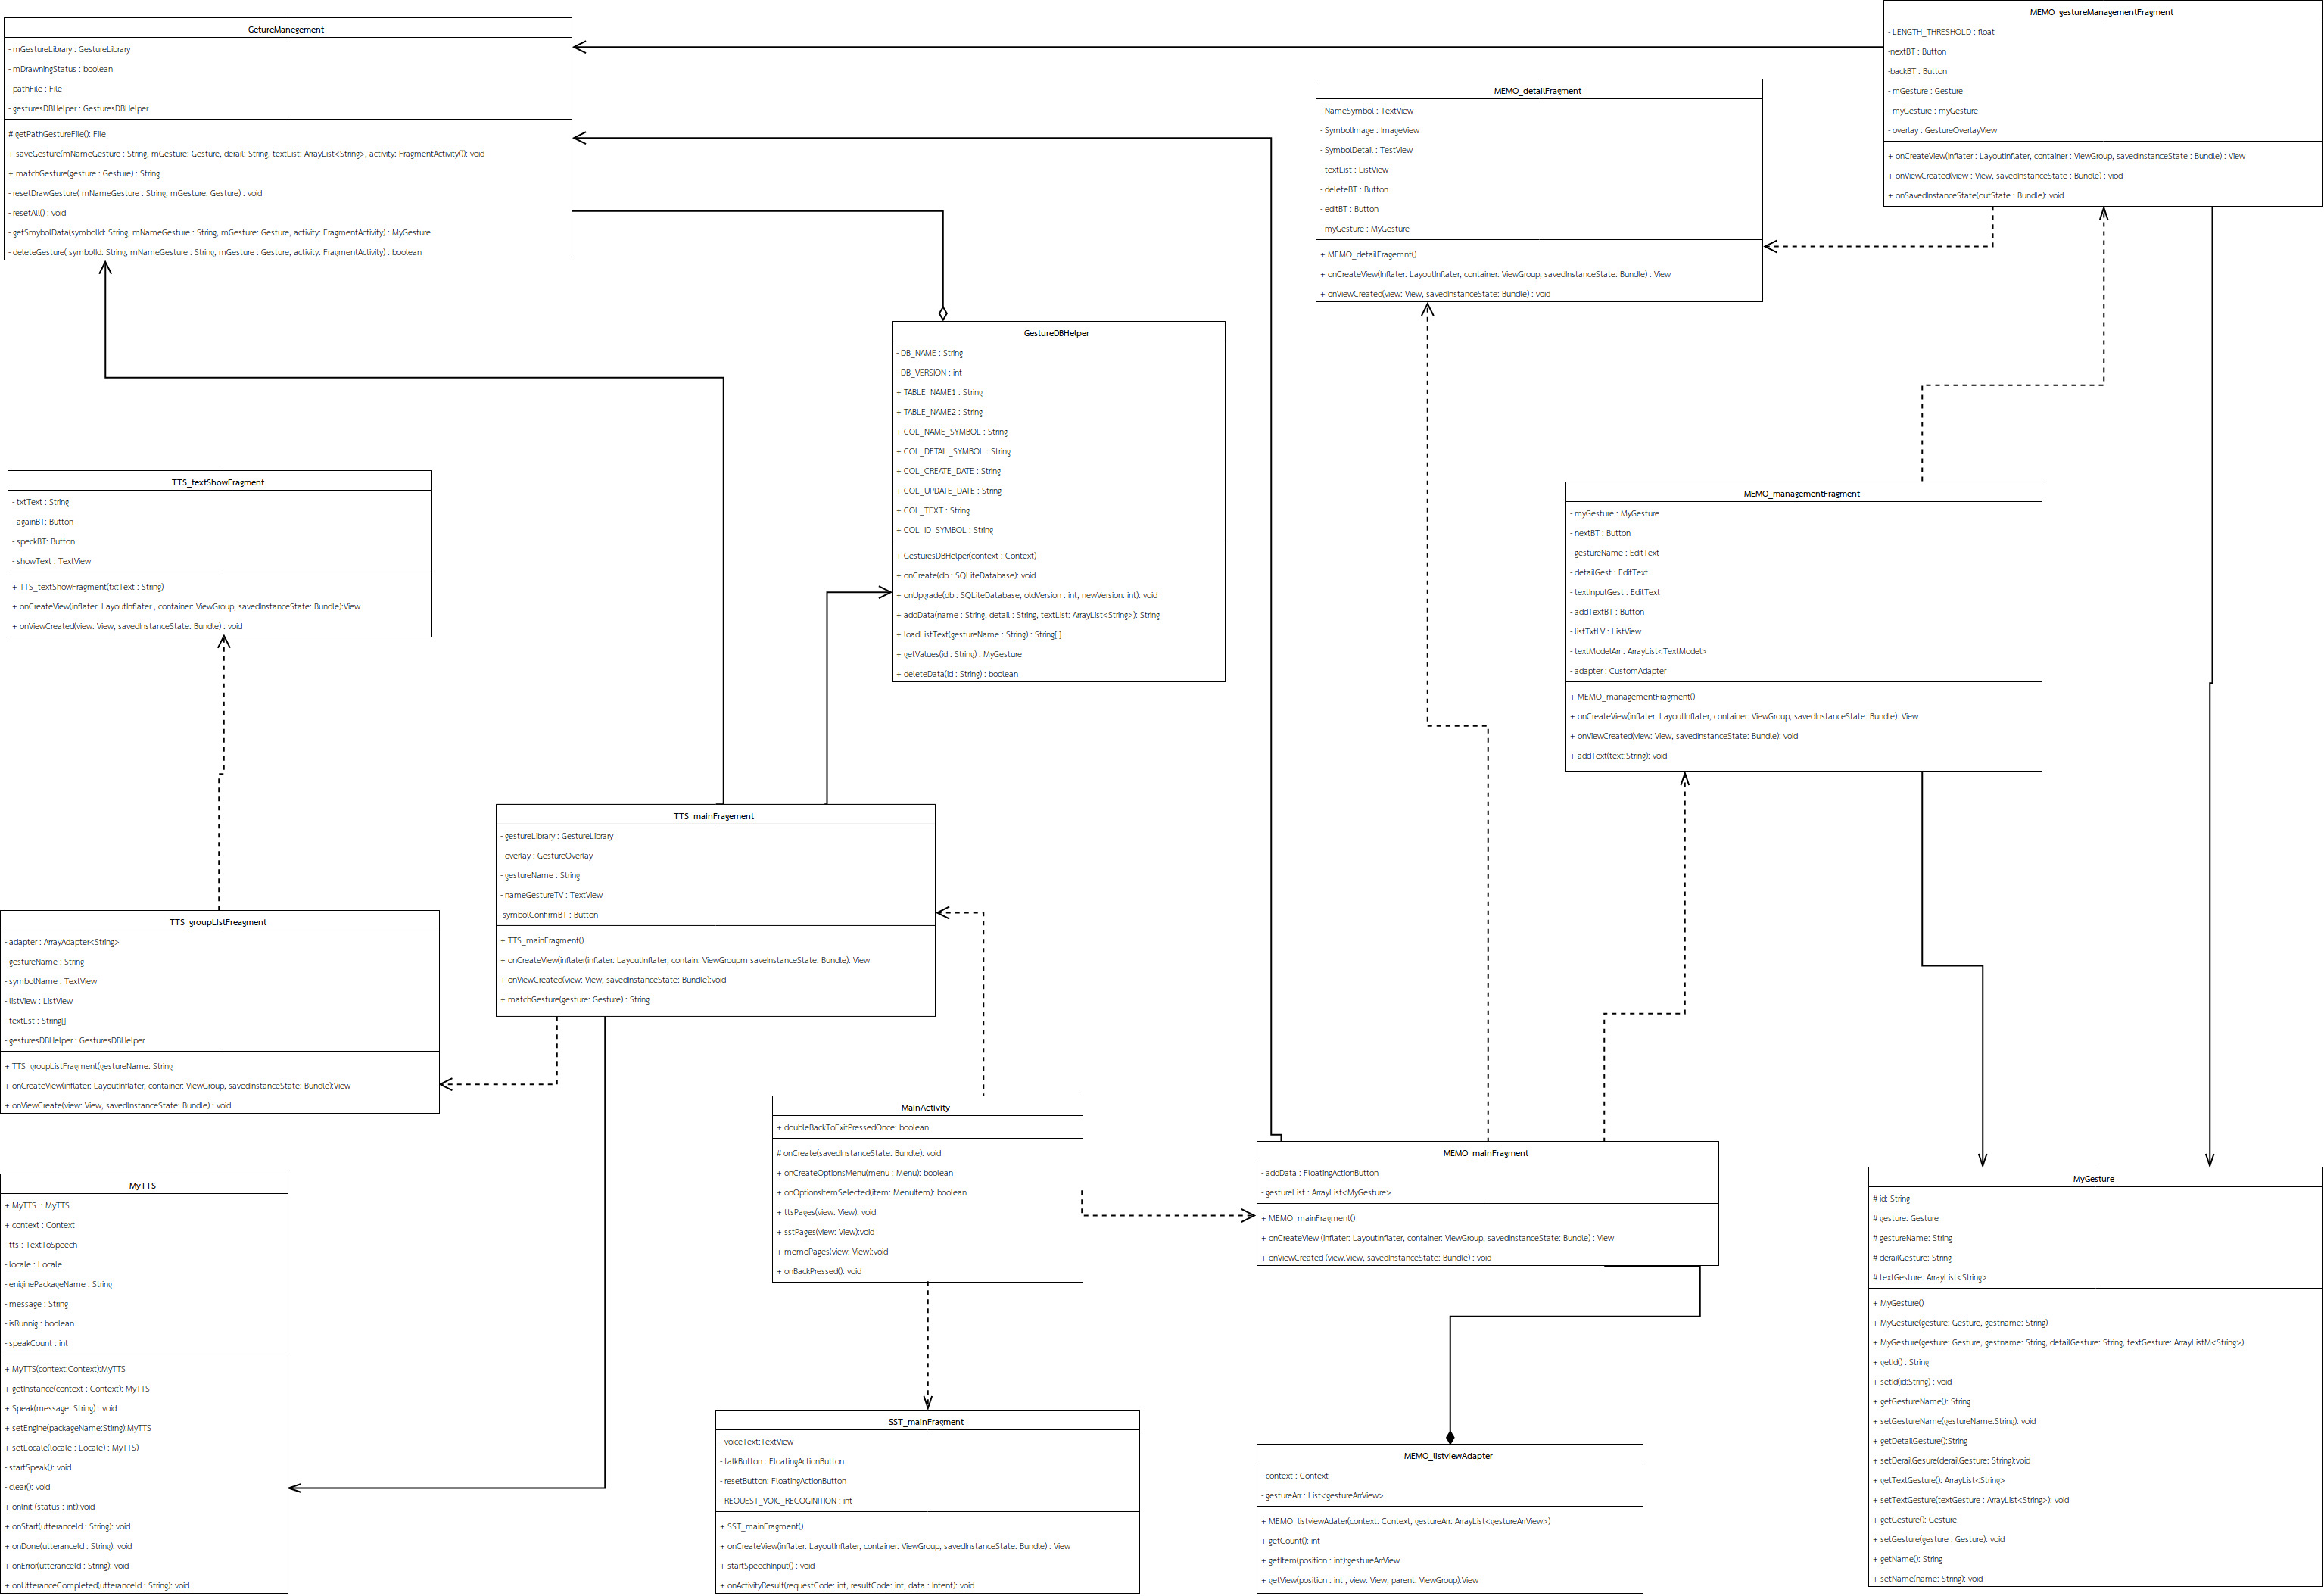 GetureManegement
- mGestureLibrary : GestureLibrary
- mDrawningStatus : boolean
- pathFile : File
- gesturesDBHelper : GesturesDBHelper
# getPathGestureFile(): File
+ saveGesture(mNameGesture : String, mGesture: Gesture, derail: String, textList: ArrayList<String>, activity: FragmentActivity()): void
+ matchGesture(gesture : Gesture) : String
- resetDrawGesture( mNameGesture : String, mGesture: Gesture) : void
- resetAll() : void
- getSmybolData(symbolId: String, mNameGesture : String, mGesture: Gesture, activity: FragmentActivity) : MyGesture
- deleteGesture( symbolId: String, mNameGesture : String, mGesture : Gesture, activity: FragmentActivity) : boolean
MEMO_gestureManagementFragment
- LENGTH_THRESHOLD : float
-nextBT : Button
-backBT : Button
- mGesture : Gesture
- myGesture : myGesture
- overlay : GestureOverlayView
+ onCreateView(inflater : LayoutInflater, container : ViewGroup, savedInstanceState : Bundle) : View
+ onViewCreated(view : View, savedInstanceState : Bundle) : viod
+ onSavedInstanceState(outState : Bundle): void
MEMO_detailFragment
- NameSymbol : TextView
- SymbolImage : ImageView
- SymbolDetail : TestView
- textList : ListView
- deleteBT : Button
- editBT : Button
- myGesture : MyGesture
+ MEMO_detailFragemnt()
+ onCreateView(Inflater: LayoutInflater, container: ViewGroup, savedInstanceState: Bundle) : View
+ onViewCreated(view: View, savedInstanceState: Bundle) : void
GestureDBHelper
- DB_NAME : String
- DB_VERSION : int
+ TABLE_NAME1 : String
+ TABLE_NAME2 : String
+ COL_NAME_SYMBOL : String
+ COL_DETAIL_SYMBOL : String
+ COL_CREATE_DATE : String
+ COL_UPDATE_DATE : String
+ COL_TEXT : String
+ COL_ID_SYMBOL : String
+ GesturesDBHelper(context : Context)
+ onCreate(db : SQLiteDatabase): void
+ onUpgrade(db : SQLiteDatabase, oldVersion : int, newVersion: int): void
+ addData(name : String, detail : String, textList: ArrayList<String>): String
+ loadListText(gestureName : String) : String[ ]
+ getValues(id : String) : MyGesture
+ deleteData(id : String) : boolean
TTS_textShowFragment
- txtText : String
- againBT: Button
- speckBT: Button
- showText : TextView
+ TTS_textShowFragment(txtText : String)
+ onCreateView(inflater: LayoutInflater , container: ViewGroup, savedInstanceState: Bundle):View
+ onViewCreated(view: View, savedInstanceState: Bundle) : void
MEMO_managementFragment
- myGesture : MyGesture
- nextBT : Button
- gestureName : EditText
- detailGest : EditText
- textInputGest : EditText
- addTextBT : Button
- listTxtLV : ListView
- textModelArr : ArrayList<TextModel>
- adapter : CustomAdapter
+ MEMO_managementFragment()
+ onCreateView(inflater: LayoutInflater, container: ViewGroup, savedInstanceState: Bundle): View
+ onViewCreated(view: View, savedInstanceState: Bundle): void
+ addText(text:String): void
TTS_mainFragement
- gestureLibrary : GestureLibrary
- overlay : GestureOverlay
- gestureName : String
- nameGestureTV : TextView
-symbolConfirmBT : Button
+ TTS_mainFragment()
+ onCreateView(inflater(inflater: LayoutInflater, contain: ViewGroupm saveInstanceState: Bundle): View
+ onViewCreated(view: View, savedInstanceState: Bundle):void
+ matchGesture(gesture: Gesture) : String
TTS_groupLIstFreagment
- adapter : ArrayAdapter<String>
- gestureName : String
- symbolName : TextView
- listView : ListView
- textLst : String[]
- gesturesDBHelper : GesturesDBHelper
+ TTS_groupListFragment(gestureName: String
+ onCreateView(inflater: LayoutInflater, container: ViewGroup, savedInstanceState: Bundle):View
+ onViewCreate(view: View, savedInstanceState: Bundle) : void
MainActivity
+ doubleBackToExitPressedOnce: boolean
# onCreate(savedInstanceState: Bundle): void
+ onCreateOptionsMenu(menu : Menu): boolean
+ onOptionsItemSelected(item: MenuItem): boolean
+ ttsPages(view: View): void
+ sstPages(view: View):void
+ memoPages(view: View):void
+ onBackPressed(): void
MEMO_mainFragment
- addData : FloatingActionButton
- gestureList : ArrayList<MyGesture>
+ MEMO_mainFragment()
+ onCreateView (inflater: LayoutInflater, container: ViewGroup, savedInstanceState: Bundle) : View
+ onViewCreated (view.View, savedInstanceState: Bundle) : void
MyGesture
# id: String
# gesture: Gesture
# gestureName: String
# derailGesture: String
# textGesture: ArrayList<String>
+ MyGesture()
+ MyGesture(gesture: Gesture, gestname: String)
+ MyGesture(gesture: Gesture, gestname: String, detailGesture: String, textGesture: ArrayListM<String>)
+ getId() : String
+ setId(id:String) : void
+ getGestureName(): String
+ setGestureName(gestureName:String): void
+ getDetailGesture():String
+ setDerailGesure(derailGesture: String):void
+ getTextGesture(): ArrayList<String>
+ setTextGesture(textGesture : ArrayList<String>): void
+ getGesture(): Gesture
+ setGesture(gesture : Gesture): void
+ getName(): String
+ setName(name: String): void
MyTTS
+ MyTTS : MyTTS
+ context : Context
- tts : TextToSpeech
- locale : Locale
- eniginePackageName : String
- message : String
- isRunnig : boolean
- speakCount : int
+ MyTTS(context:Context):MyTTS
+ getInstance(context : Context): MyTTS
+ Speak(message: String) : void
+ setEngine(packageName:Stirng):MyTTS
+ setLocale(locale : Locale) : MyTTS)
- startSpeak(): void
- clear(): void
+ onInit (status : int):void
+ onStart(utteranceId : String): void
+ onDone(utteranceId : String): void
+ onError(utteranceId : String): void
+ onUtteranceCompleted(utteranceId : String): void
SST_mainFragment
- voiceText:TextView
- talkButton : FloatingActionButton
- resetButton: FloatingActionButton
- REQUEST_VOIC_RECOGINITION : int
+ SST_mainFragment()
+ onCreateView(inflater: LayoutInflater, container: ViewGroup, savedInstanceState: Bundle) : View
+ startSpeechInput() : void
+ onActivityResult(requestCode: int, resultCode: int, data : Intent): void
MEMO_listviewAdapter
- context : Context
- gestureArr : List<gestureArrView>
+ MEMO_listviewAdater(context: Context, gestureArr: ArrayList<gestureArrView>)
+ getCount(): int
+ getItem(position : int):gestureArrView
+ getView(position : int , view: View, parent: ViewGroup):View